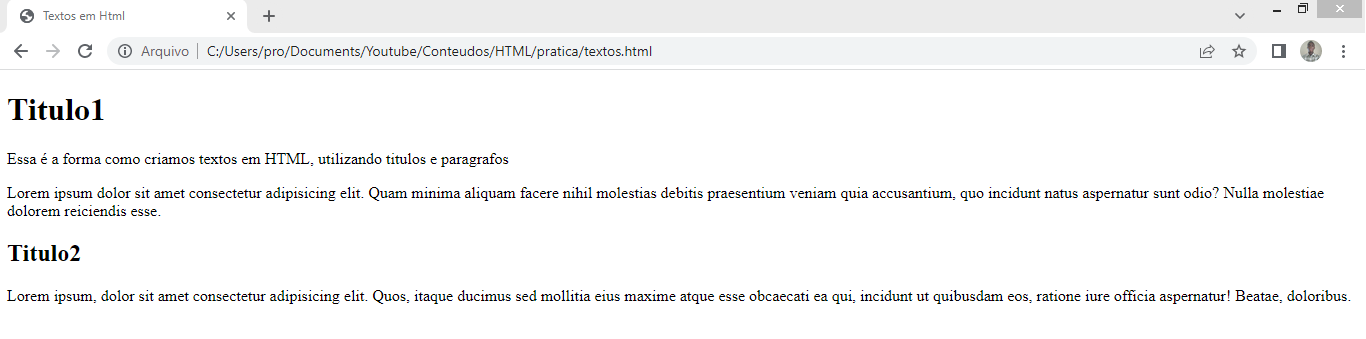 Textos em Html
Arquivo C:/Users/pro/Documents/Youtube/Conteudos/HTML/pratica/textos.html
Titulo1
Essa é a forma como criamos textos em HTML, utilizando titulos e paragrafos
Lorem ipsum dolor sit amet consectetur adipisicing elit. Quam minima aliquam facere nihil molestias debitis praesentium veniam quia accusantium, quo incidunt natus aspernatur sunt odio? Nulla molestiae
dolorem reiciendis esse.
Titulo2
Lorem ipsum, dolor sit amet consectetur adipisicing elit. Quos, itaque ducimus sed mollitia eius maxime atque esse obcaecati ea qui, incidunt ut quibusdam eos, ratione iure officia aspernatur! Beatae, doloribus.